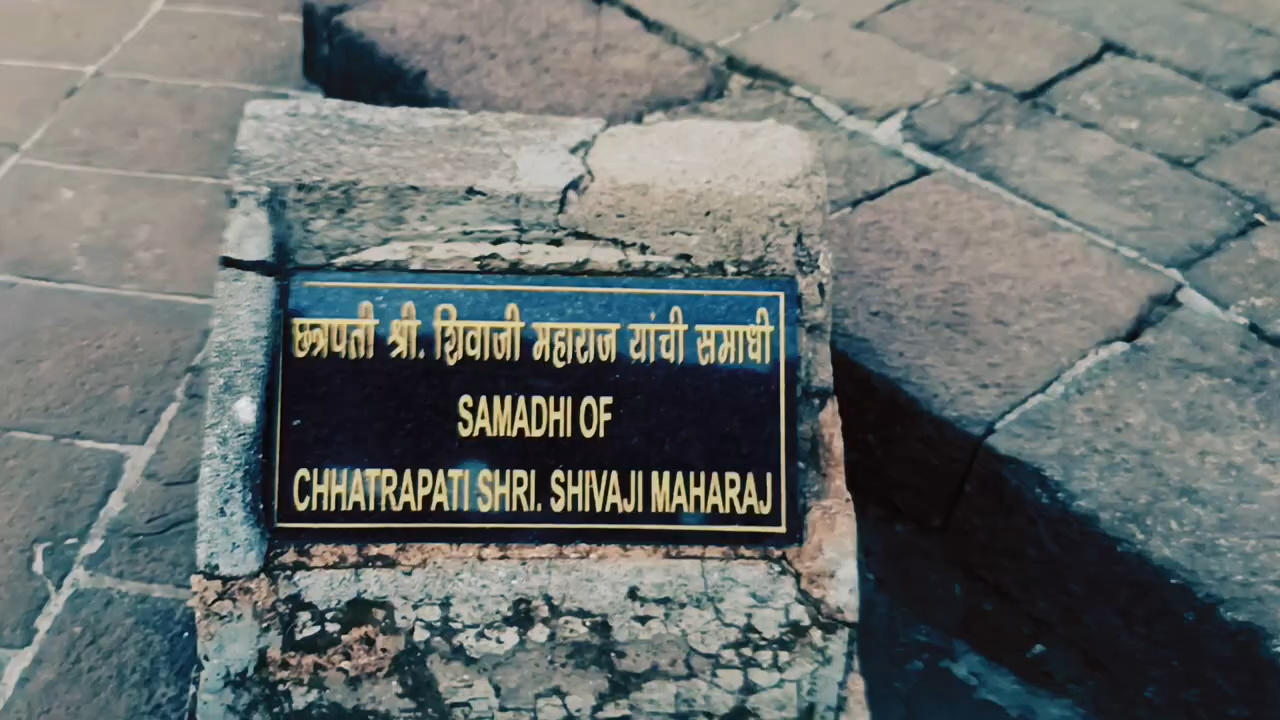 छत्रपती श्री. शिवाजी महाराज यांची समाधी
SAMADHI OF
CHHATRAPATI SHRI. SHIVAJI MAHARAJ